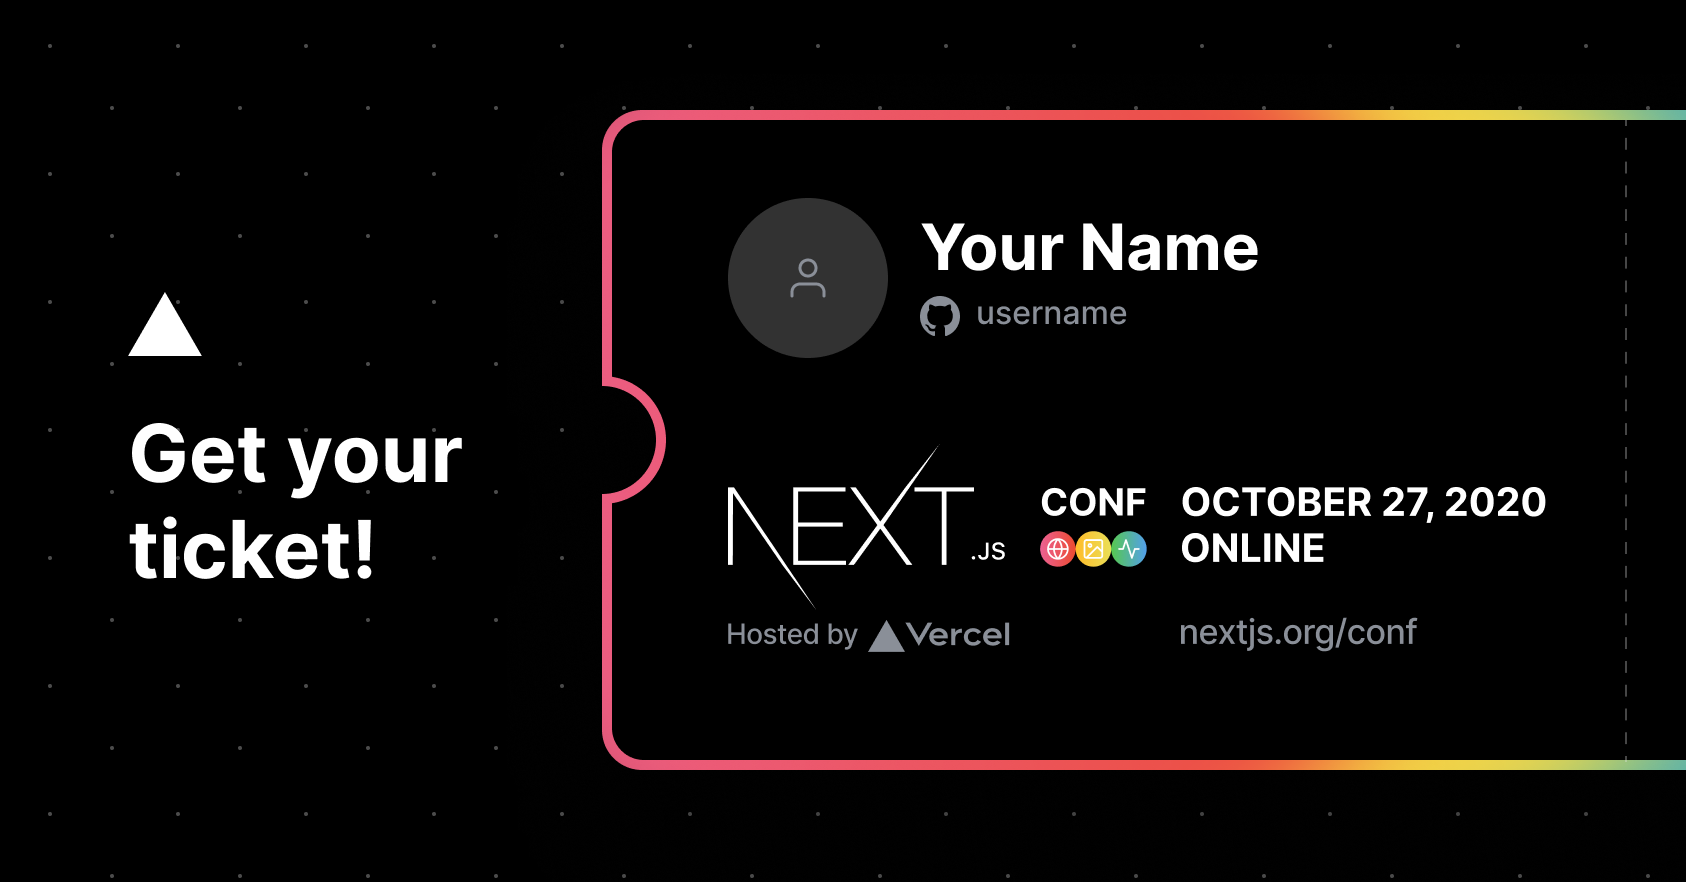 Get your
ticket!
Your Name
username
NEXT.JS CONF
OCTOBER 27, 2020
ONLINE
Hosted by Vercel
nextjs.org/conf